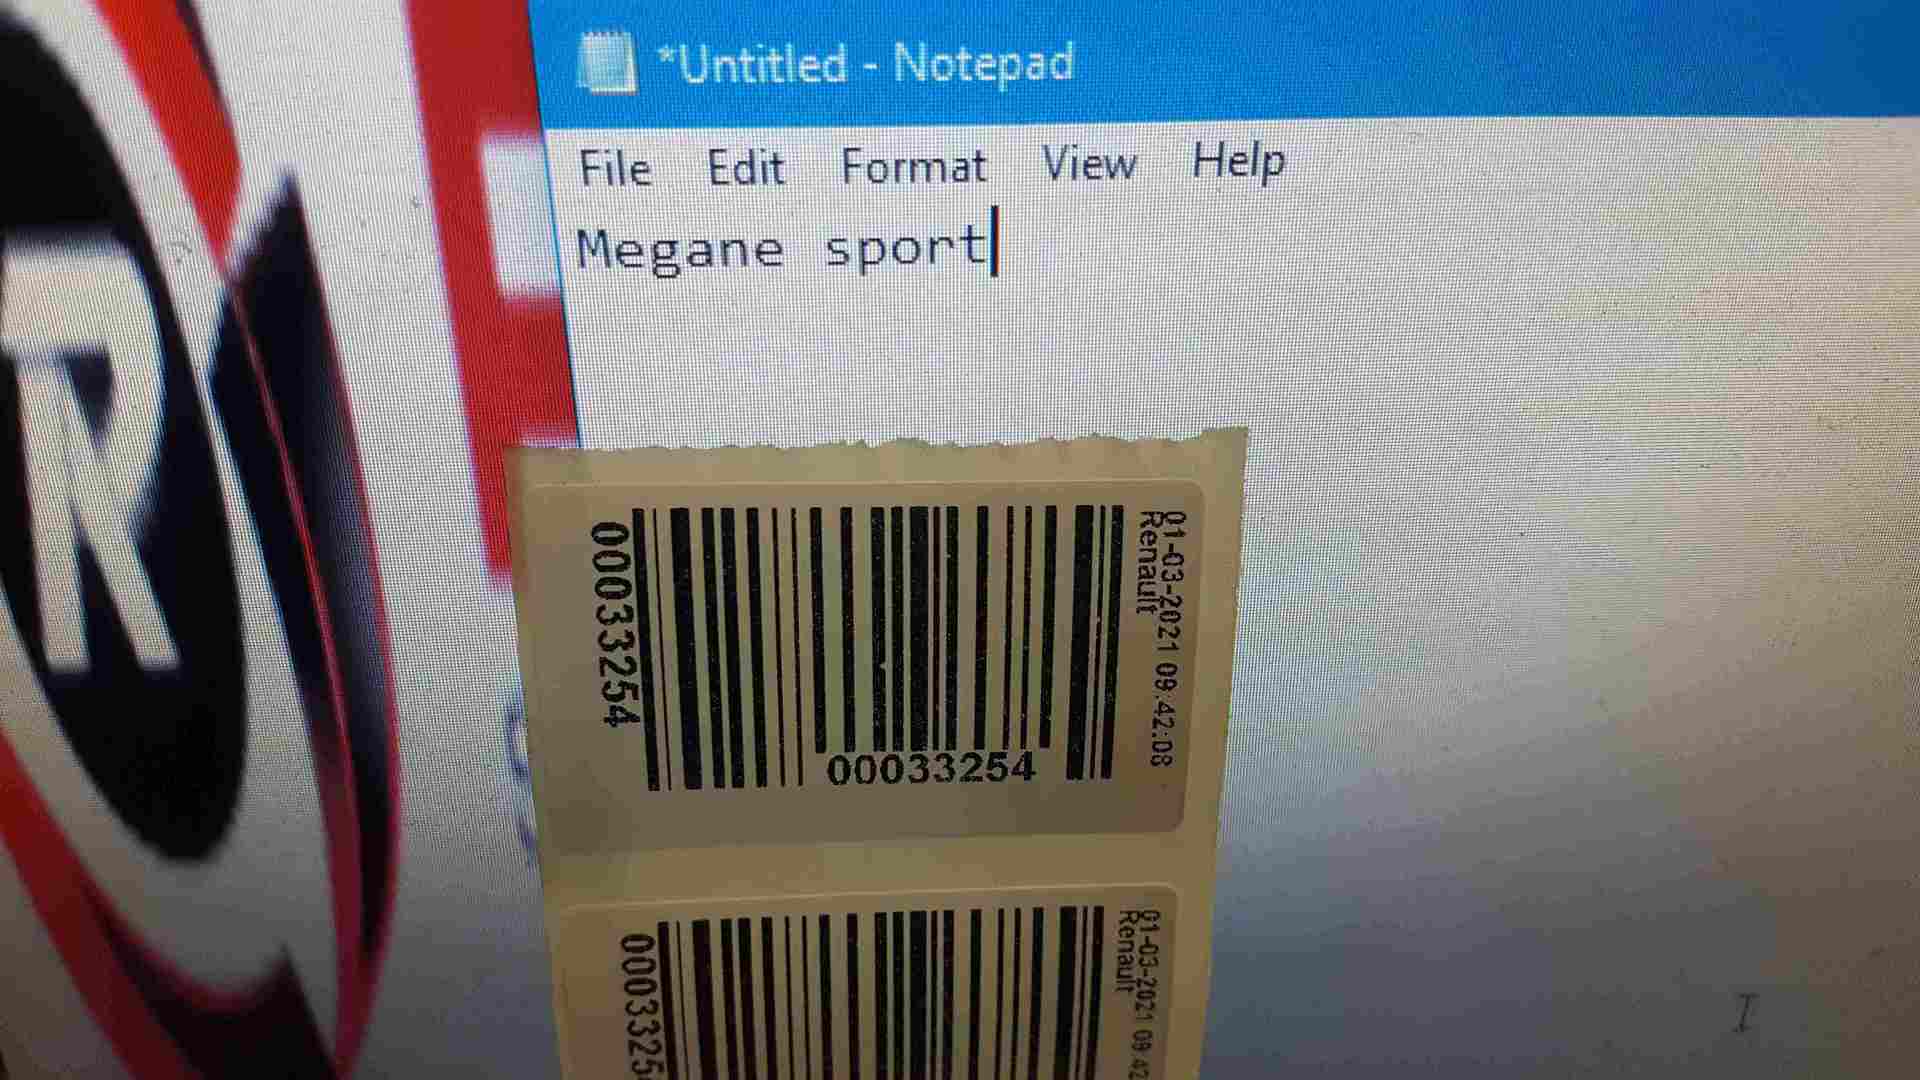 *Untitled - Notepad
File Edit Format View Help
Megane sport
R
01-03-2021 09:42:08
Renault
00033254
00033254
01-03-2021 09:42
Renault
0003325